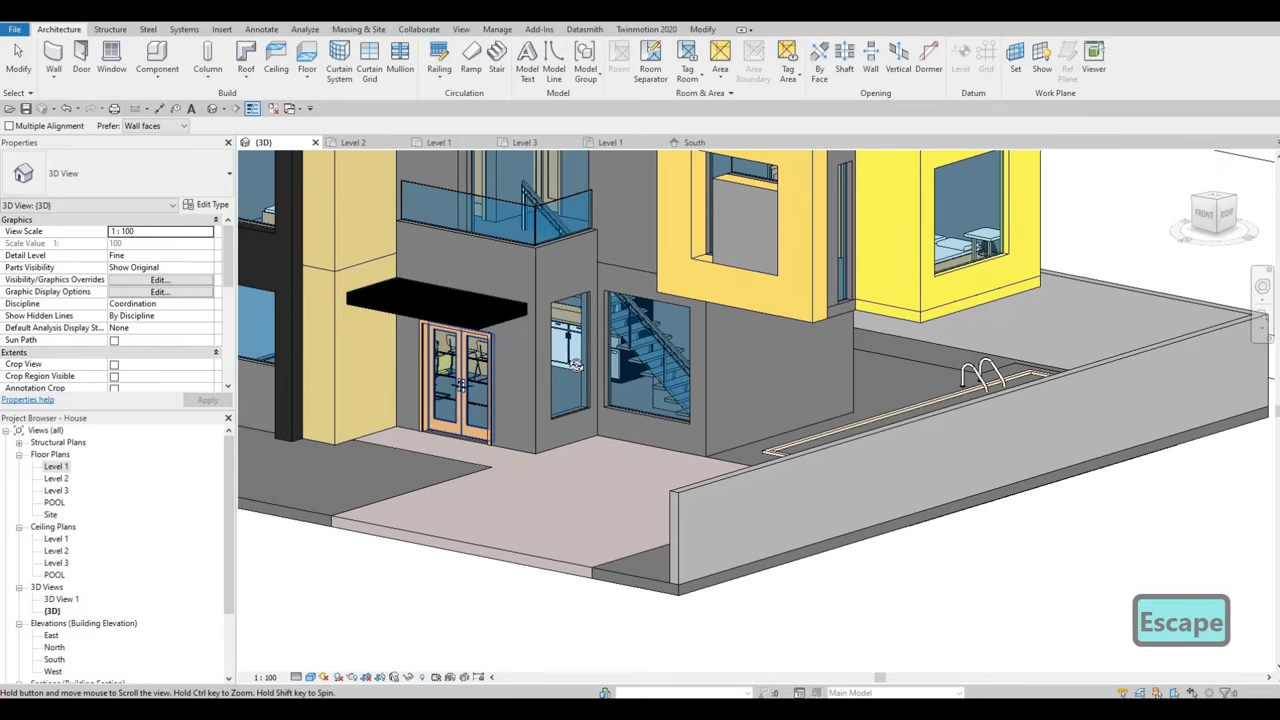 File Architecture Structure Steel Systems Insert Annotate Analyze Massing & Site Collaborate View Manage Add-Ins Datasmith Twinmotion 2020 Modify
Modify Wall Door Window Component Column Roof Ceiling Floor Curtain System Curtain Grid Mullion Railing Ramp Stair Model Text Model Line Model Group Room Room Separator Tag Room Area Area Boundary Tag Area By Face Shaft Wall Vertical Dormer Level Grid Set Show Ref Plane Viewer
Select Build Circulation Model Room & Area Opening Datum Work Plane
Multiple Alignment Prefer: Wall faces
Properties
{3D} Level 2 Level 1 Level 3 Level 1 South
3D View
3D View: {3D} Edit Type
Graphics
View Scale 1 : 100
Scale Value 1: 100
Detail Level Fine
Parts Visibility Show Original
Visibility/Graphics Overrides Edit...
Graphic Display Options Edit...
Discipline Coordination
Show Hidden Lines By Discipline
Default Analysis Display St... None
Sun Path
Extents
Crop View
Crop Region Visible
Annotation Crop
Properties help Apply
Project Browser - House
Views (all)
Structural Plans
Floor Plans
Level 1
Level 2
Level 3
POOL
Site
Ceiling Plans
Level 1
Level 2
Level 3
POOL
3D Views
3D View 1
{3D}
Elevations (Building Elevation)
East
North
South
West
FRONT RIGHT
Escape
1 : 100
Hold button and move mouse to Scroll the view. Hold Ctrl key to Zoom. Hold Shift key to Spin.
:0 Main Model :0